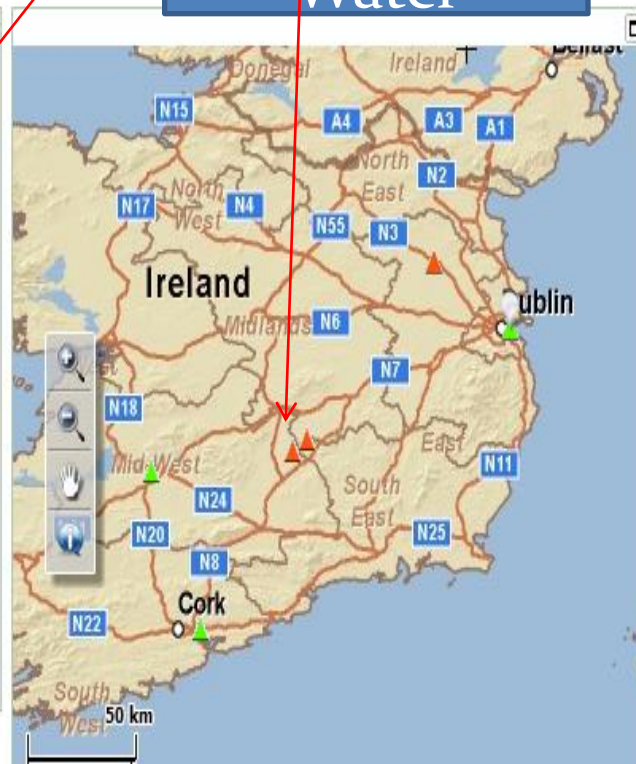 Water
Donegal
Ireland
Belfast
N15
A4
A3
A1
North
East
N2
North
West
N17
N4
N55
N3
Ireland
Dublin
Midlands
N6
N7
N18
Mid-West
East
N11
N24
South
East
N20
N25
N8
Cork
N22
South
West
50 km